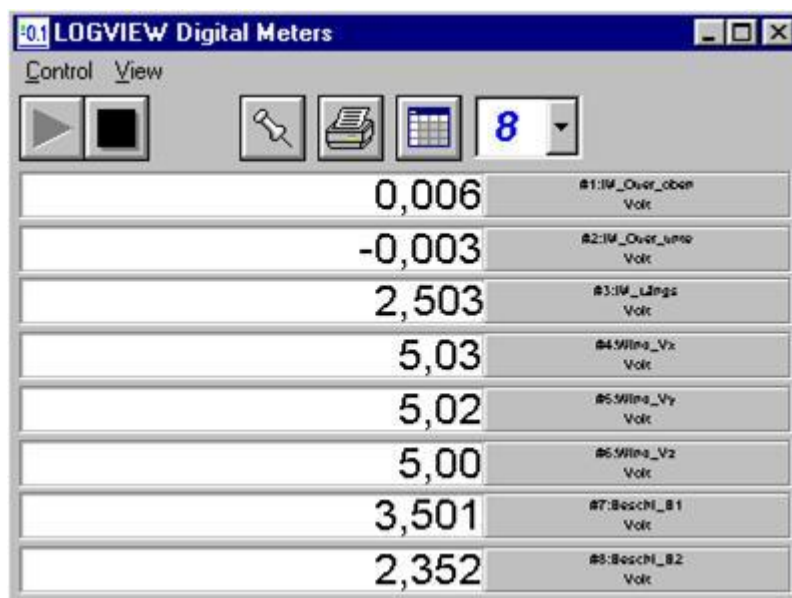 0.1 LOGVIEW Digital Meters
Control View
8
0,006
#1:IM_Quer_oben
Volt
-0,003
#2:IM_Quer_unte
Volt
2,503
#3:IM_Längs
Volt
5,03
#4:Wind_Vx
Volt
5,02
#5:Wind_Vy
Volt
5,00
#6:Wind_Vz
Volt
3,501
#7:Beschl_B1
Volt
2,352
#8:Beschl_B2
Volt